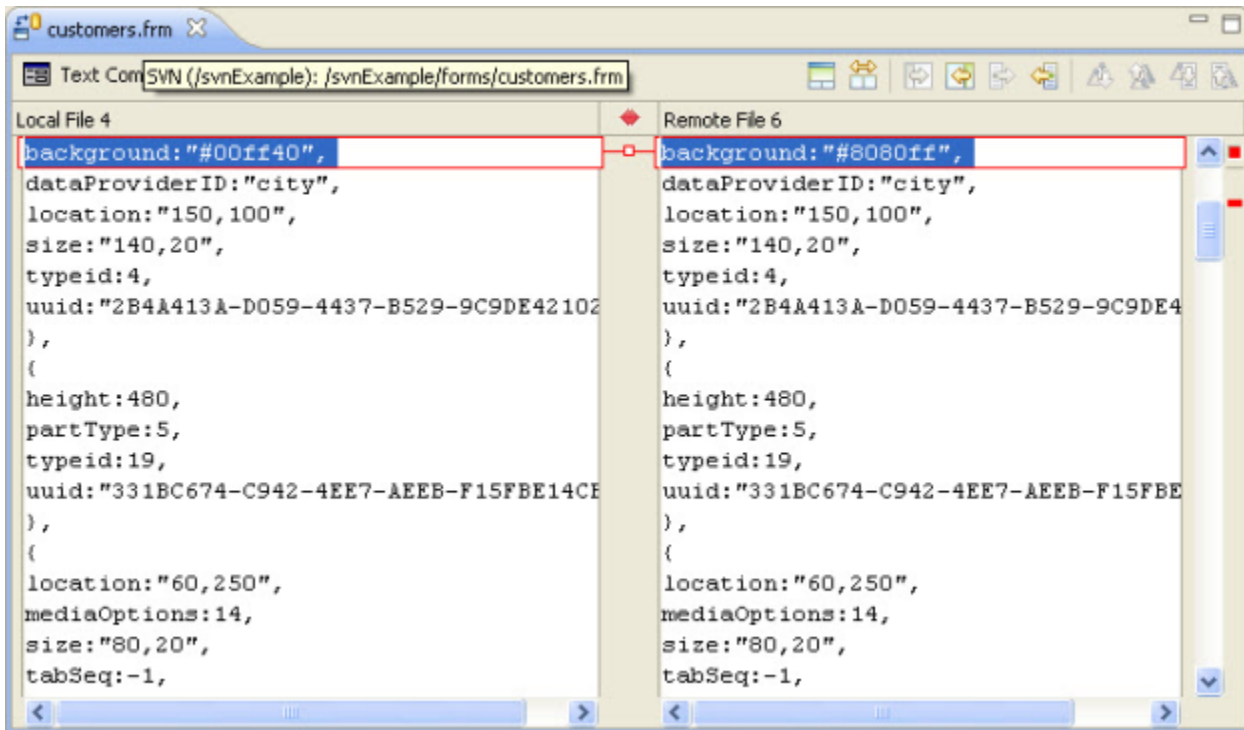 customers.frm
Text Com
SVN (/svnExample): /svnExample/forms/customers.frm
Local File 4
background:"#00ff40",
dataProviderID:"city",
location:"150,100",
size:"140,20",
typeid:4,
uuid:"2B4A413A-D059-4437-B529-9C9DE42102
},
{
height:480,
partType:5,
typeid:19,
uuid:"331BC674-C942-4EE7-AEEB-F15FBE14CE
},
{
location:"60,250",
mediaOptions:14,
size:"80,20",
tabSeq:-1,
Remote File 6
background:"#8080ff",
dataProviderID:"city",
location:"150,100",
size:"140,20",
typeid:4,
uuid:"2B4A413A-D059-4437-B529-9C9DE4
},
{
height:480,
partType:5,
typeid:19,
uuid:"331BC674-C942-4EE7-AEEB-F15FBE
},
{
location:"60,250",
mediaOptions:14,
size:"80,20",
tabSeq:-1,